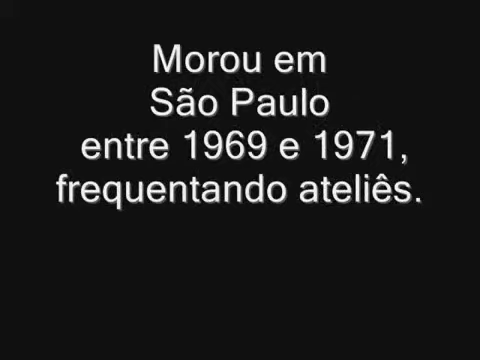 Morou em
São Paulo
entre 1969 e 1971,
frequentando ateliês.